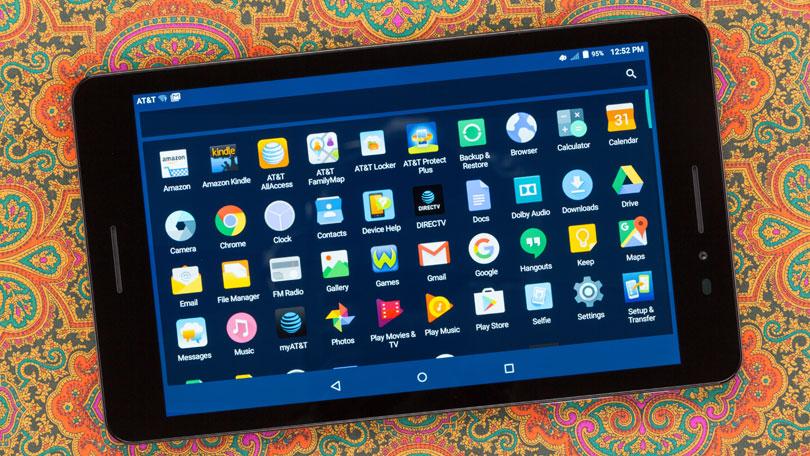 AT&T
4G 95% 12:52 PM
amazon
kindle
31
Amazon
Amazon Kindle
AT&T
AllAccess
AT&T
FamilyMap
AT&T Locker
AT&T Protect
Plus
Backup &
Restore
Browser
Calculator
Calendar
DIRECTV
Camera
Chrome
Clock
Contacts
Device Help
DIRECTV
Docs
Dolby Audio
Downloads
Drive
Email
File Manager
FM Radio
Gallery
Games
Gmail
Google
Hangouts
Keep
Maps
Messages
Music
myAT&T
Photos
Play Movies &
TV
Play Music
Play Store
Selfie
Settings
Setup &
Transfer